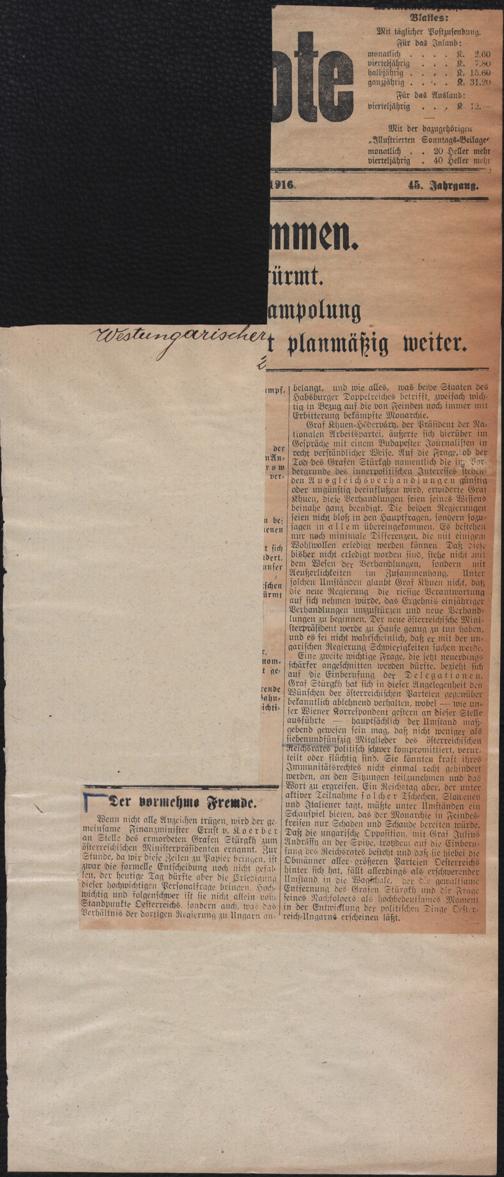 Blattes:
Mit täglicher Postzusendung.
Für das Inland:
monatlich . . . . K. 2.60
vierteljährig . . . K. 7.80
halbjährig . . . . K. 15.60
ganzjährig . . . . K. 31.20
Für das Ausland:
vierteljährig . . . K 12.—
Mit der dazugehörigen
„Illustrierten Sonntags-Beilage“
monatlich . . 20 Heller mehr
vierteljährig . 40 Heller mehr
ote
1916.
45. Jahrgang.
mmen.
türmt.
ampolung
t planmäßig weiter.
Westungarischer
Der vornehme Fremde.
Wenn nicht alle Anzeichen trügen, wird der ge-
meinsame Finanzminister Ernst v. Koerber
an Stelle des ermordeten Grafen Stürgkh zum
österreichischen Ministerpräsidenten ernannt. Zur
Stunde, da wir diese Zeilen zu Papier bringen, ist
zwar die formelle Entscheidung noch nicht gefal-
len, der heutige Tag dürfte aber die Erledigung
dieser hochwichtigen Personalfrage bringen. Hoch-
wichtig und folgenschwer ist sie nicht allein vom
Standpunkte Oesterreichs, sondern auch, was das
Verhältnis der dortigen Regierung zu Ungarn an-
belangt, und wie alles, was beide Staaten des
Habsburger Doppelreiches betrifft, zweifach wich-
tig in Bezug auf die von Feinden noch immer mit
Erbitterung bekämpfte Monarchie.
Graf Khuen-Héderváry, der Präsident der Na-
tionalen Arbeitspartei, äußerte sich hierüber im
Gespräche mit einem Budapester Journalisten in
recht verständlicher Weise. Auf die Frage, ob der
Tod des Grafen Stürgkh namentlich die im Vor-
dergrunde des innerpolitischen Interesses stehen-
den Ausgleichsverhandlungen günstig
oder ungünstig beeinflußen wird, erwiderte Graf
Khuen, diese Verhandlungen seien seines Wissens
beinahe ganz beendigt. Die beiden Regierungen
seien nicht bloß in den Hauptfragen, sondern sozu-
sagen in allem übereingekommen. Es bestehen
nur noch minimale Differenzen, die mit einigem
Wohlwollen erledigt werden können. Daß diese
bisher nicht erledigt worden sind, stehe nicht mit
dem Wesen der Verhandlungen, sondern mit
Aeußerlichkeiten im Zusammenhang. Unter
solchen Umständen glaubt Graf Khuen nicht, daß
die neue Regierung die riesige Verantwortung
auf sich nehmen würde, das Ergebnis einjähriger
Verhandlungen umzustürzen und neue Verhand-
lungen zu beginnen. Der neue österreichische Mini-
sterpräsident werde zu Hause genug zu tun haben,
und es sei nicht wahrscheinlich, daß er mit der un-
garischen Regierung Schwierigkeiten suchen werde.
Eine zweite wichtige Frage, die jetzt neuerdings
schärfer angeschnitten werden dürfte, bezieht sich
auf die Einberufung der Delegationen.
Graf Stürgkh hat sich in dieser Angelegenheit den
Wünschen der österreichischen Parteien gegenüber
bekanntlich ablehnend verhalten, wobei — wie un-
ser Wiener Korrespondent gestern an dieser Stelle
ausführte — hauptsächlich der Umstand maß-
gebend gewesen sein mag, daß nicht weniger als
siebenundfünfzig Mitglieder des österreichischen
Reichsrates politisch schwer kompromittiert, verur-
teilt oder flüchtig sind. Sie könnten kraft ihres
Immunitätsrechtes nicht einmal recht gehindert
werden, an den Sitzungen teilzunehmen und das
Wort zu ergreifen. Ein Reichstag aber, der unter
aktiver Teilnahme solcher Tschechen, Slovenen
und Italiener tagt, müßte unter Umständen ein
Schauspiel bieten, das der Monarchie in Feindes-
kreisen nur Schaden und Schande bereiten würde.
Daß die ungarische Opposition, mit Graf Julius
Andrássy an der Spitze, trotzdem auf die Einberu-
fung des Reichsrates besteht und daß sie hiebei die
Obmänner aller größeren Parteien Oesterreichs
hinter sich hat, fällt allerdings als erschwerender
Umstand in die Wagschale, der die gewaltsame
Entfernung des Grafen Stürgkh und die Frage
seines Nachfolgers als hochbedeutsames Moment
in der Entwicklung der politischen Dinge Oester-
reich-Ungarns erscheinen läßt.